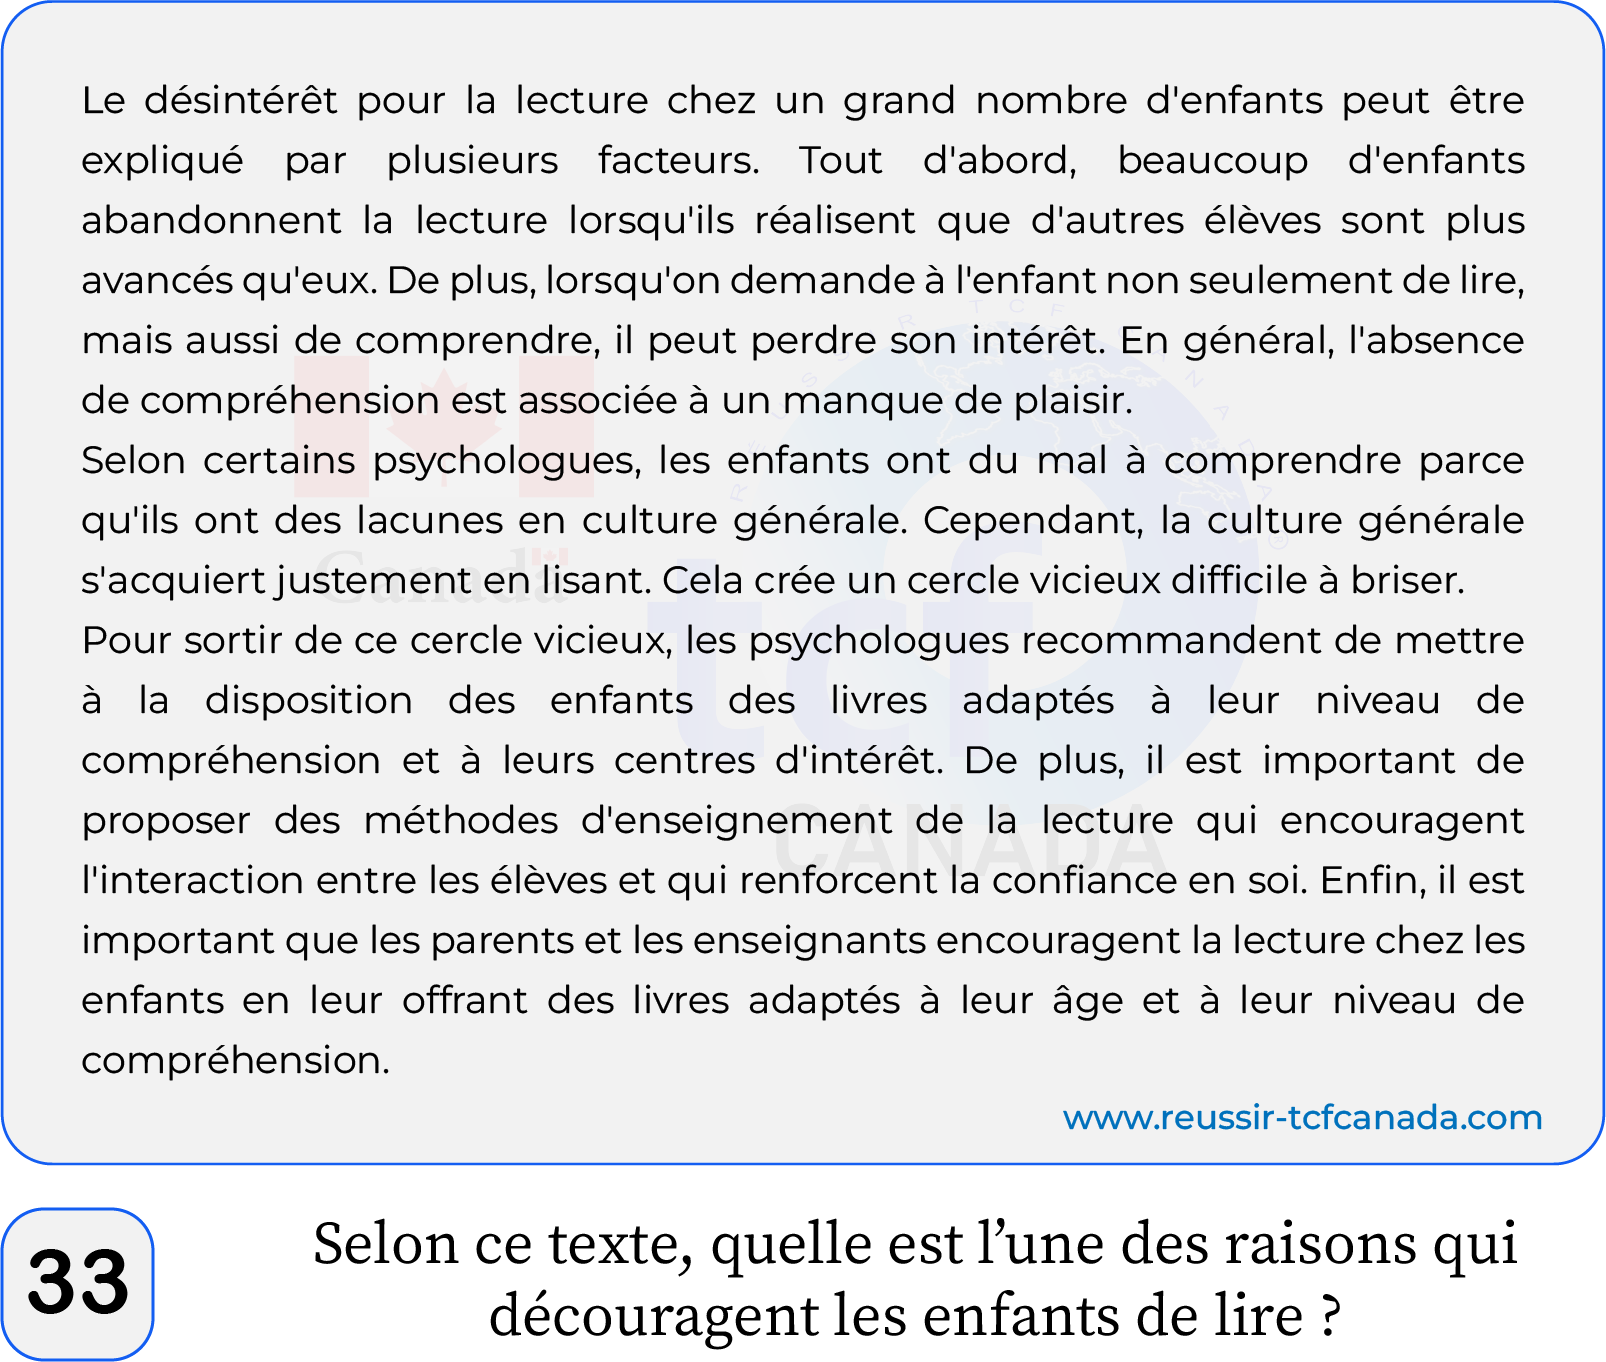 Le désintérêt pour la lecture chez un grand nombre d'enfants peut être
expliqué par plusieurs facteurs. Tout d'abord, beaucoup d'enfants
abandonnent la lecture lorsqu'ils réalisent que d'autres élèves sont plus
avancés qu'eux. De plus, lorsqu'on demande à l'enfant non seulement de lire,
mais aussi de comprendre, il peut perdre son intérêt. En général, l'absence
de compréhension est associée à un manque de plaisir.
Selon certains psychologues, les enfants ont du mal à comprendre parce
qu'ils ont des lacunes en culture générale. Cependant, la culture générale
s'acquiert justement en lisant. Cela crée un cercle vicieux difficile à briser.
Pour sortir de ce cercle vicieux, les psychologues recommandent de mettre
à la disposition des enfants des livres adaptés à leur niveau de
compréhension et à leurs centres d'intérêt. De plus, il est important de
proposer des méthodes d'enseignement de la lecture qui encouragent
l'interaction entre les élèves et qui renforcent la confiance en soi. Enfin, il est
important que les parents et les enseignants encouragent la lecture chez les
enfants en leur offrant des livres adaptés à leur âge et à leur niveau de
compréhension.
RÉUSSIR TCF CANADA
Canada
tcf
CANADA
www.reussir-tcfcanada.com
33
Selon ce texte, quelle est l’une des raisons qui
découragent les enfants de lire ?